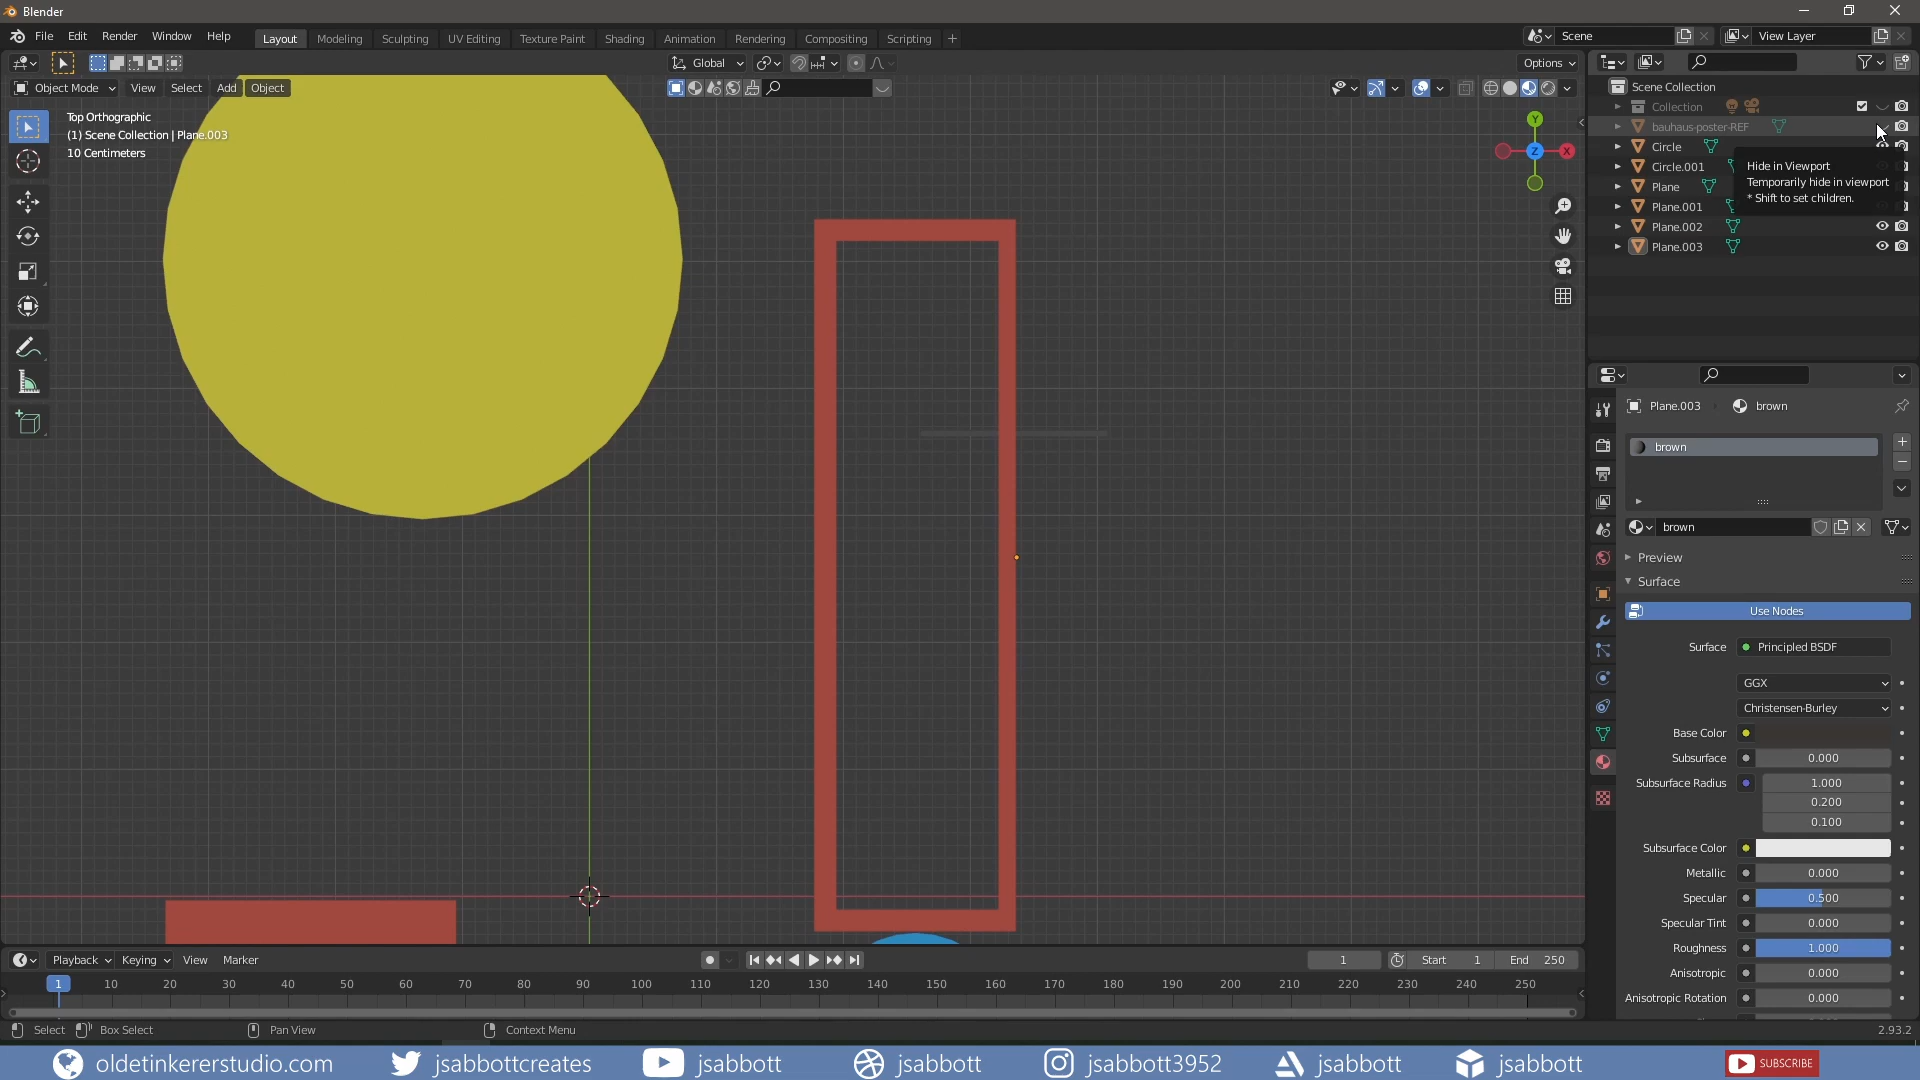 Blender
File Edit Render Window Help
Layout Modeling Sculpting UV Editing Texture Paint Shading Animation Rendering Compositing Scripting +
Scene
View Layer
Global
Options
Object Mode View Select Add Object
Top Orthographic
(1) Scene Collection | Plane.003
10 Centimeters
Y
Z
X
Scene Collection
Collection
bauhaus-poster-REF
Circle
Circle.001
Plane
Plane.001
Plane.002
Plane.003
Hide in Viewport
Temporarily hide in viewport
* Shift to set children.
Plane.003 brown
brown
brown
Preview
Surface
Use Nodes
Surface Principled BSDF
GGX
Christensen-Burley
Base Color
Subsurface 0.000
Subsurface Radius 1.000
0.200
0.100
Subsurface Color
Metallic 0.000
Specular 0.500
Specular Tint 0.000
Roughness 1.000
Anisotropic 0.000
Anisotropic Rotation 0.000
Playback Keying View Marker
1 Start 1 End 250
1 10 20 30 40 50 60 70 80 90 100 110 120 130 140 150 160 170 180 190 200 210 220 230 240 250
Select Box Select Pan View Context Menu
2.93.2
oldetinkererstudio.com jsabbottcreates jsabbott jsabbott jsabbott3952 jsabbott jsabbott SUBSCRIBE